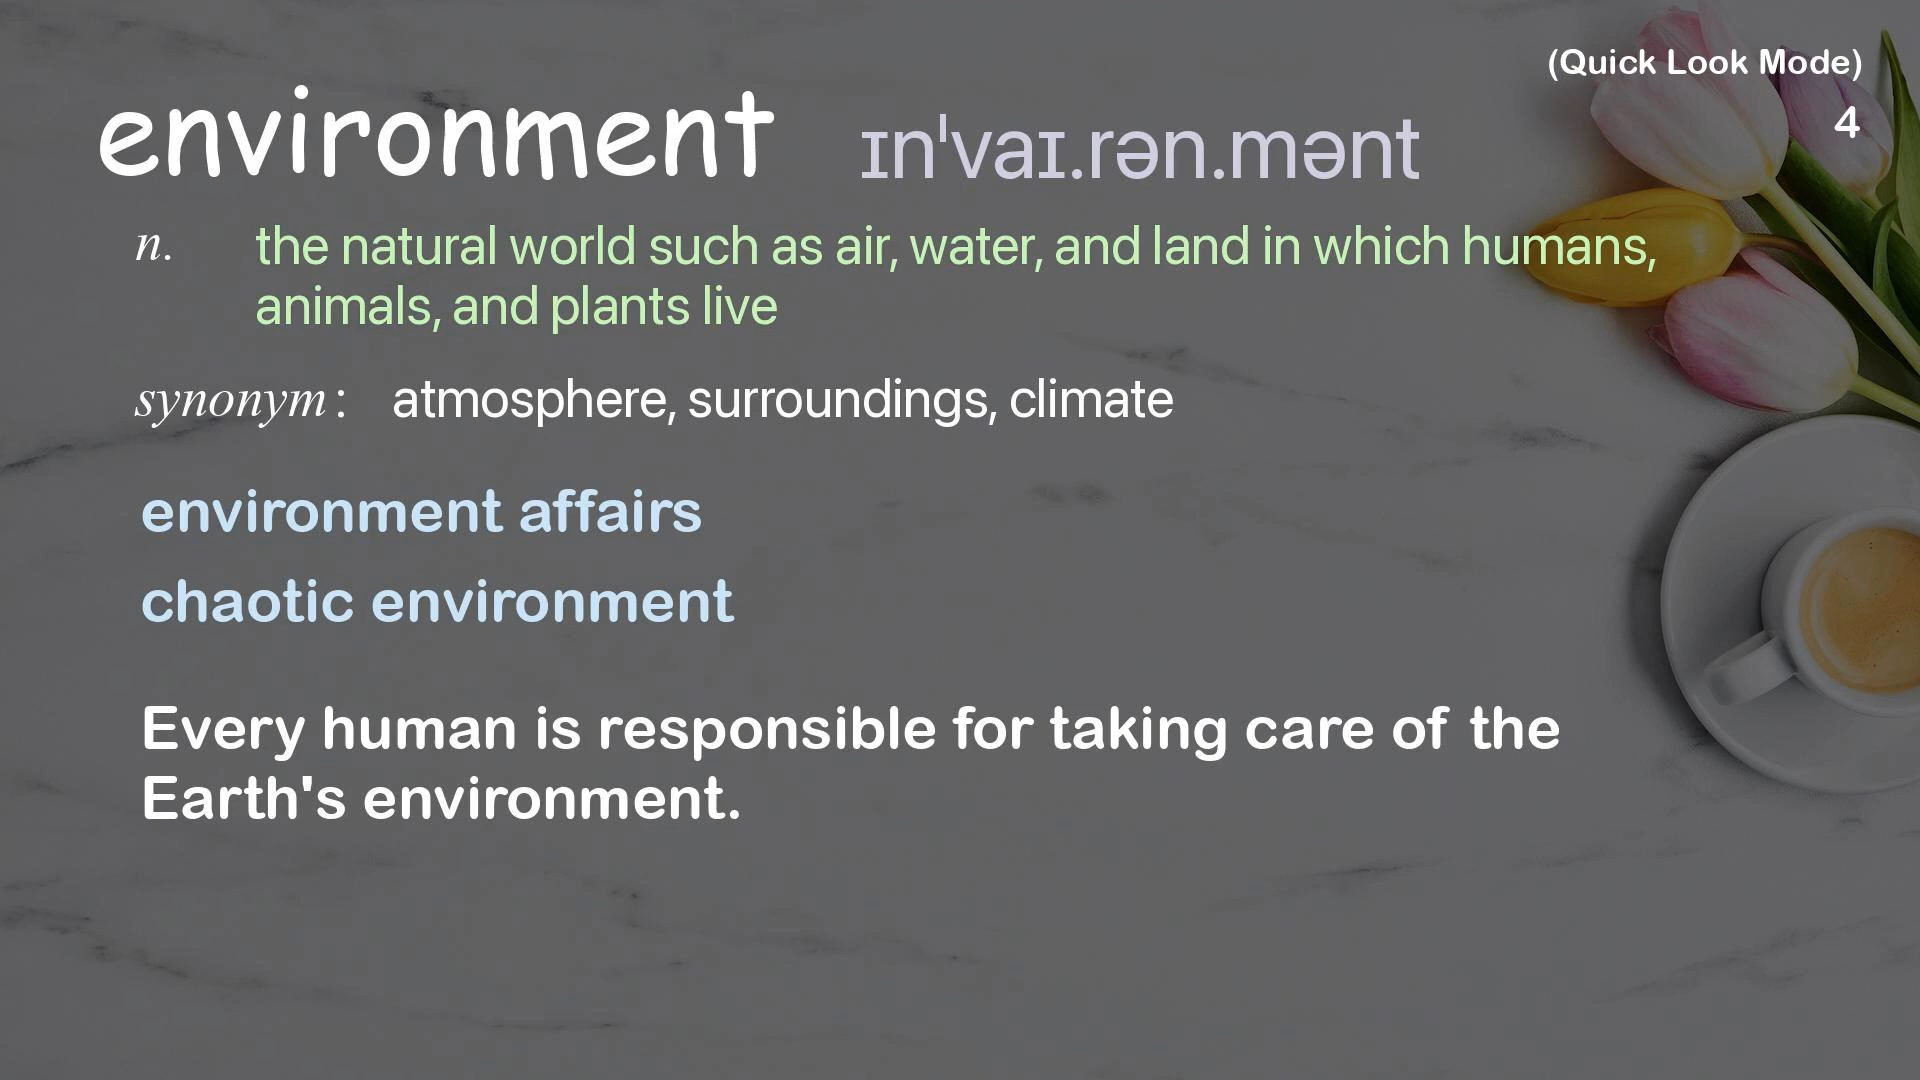 (Quick Look Mode)
4
environment ɪnˈvaɪ.rən.mənt
n. the natural world such as air, water, and land in which humans,
animals, and plants live
synonym: atmosphere, surroundings, climate
environment affairs
chaotic environment
Every human is responsible for taking care of the
Earth's environment.